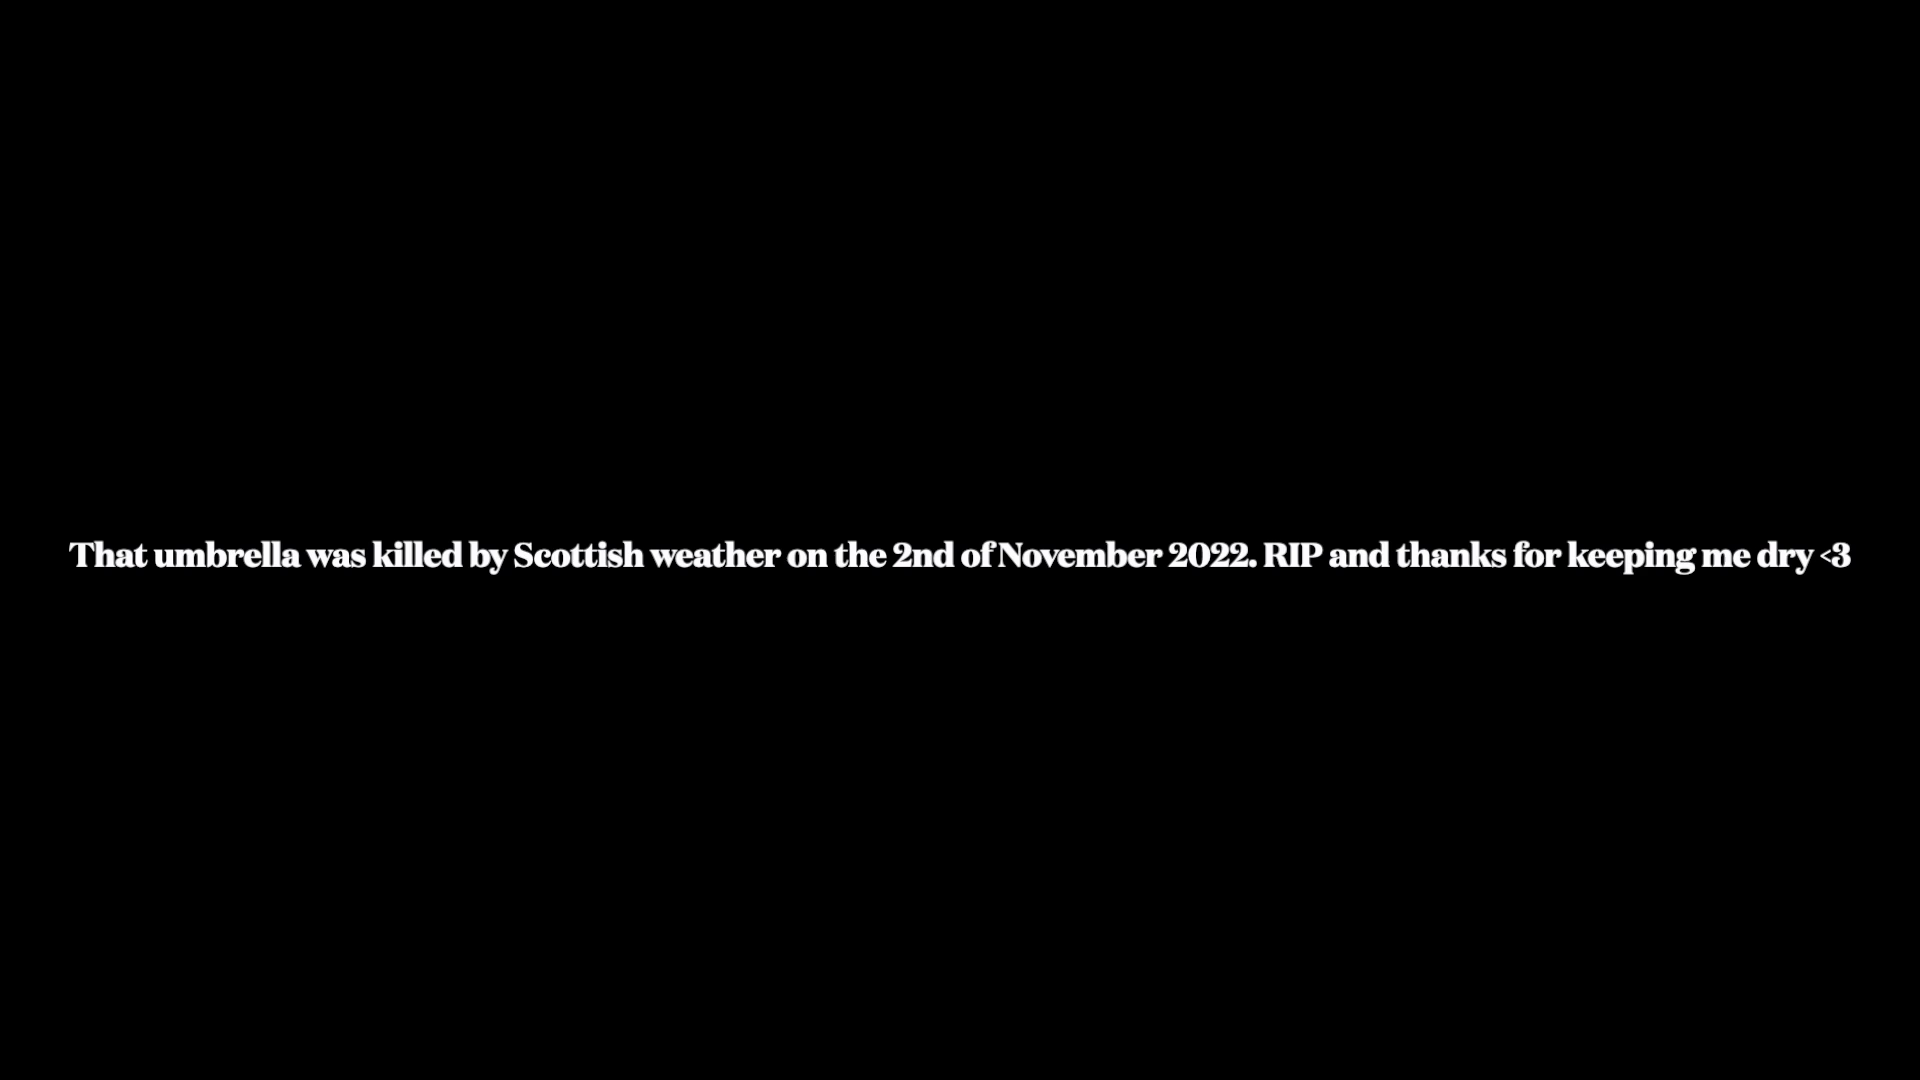 That umbrella was killed by Scottish weather on the 2nd of November 2022. RIP and thanks for keeping me dry <3